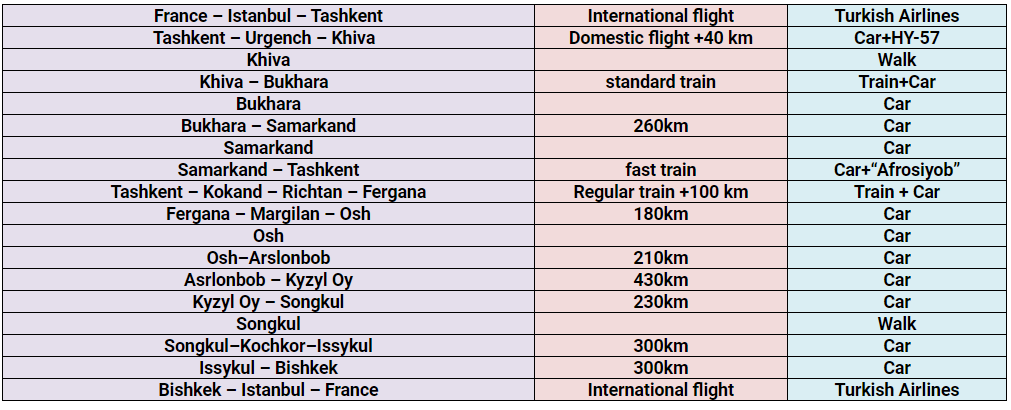 France – Istanbul – Tashkent International flight Turkish Airlines
Tashkent – Urgench – Khiva Domestic flight +40 km Car+HY-57
Khiva Walk
Khiva – Bukhara standard train Train+Car
Bukhara Car
Bukhara – Samarkand 260km Car
Samarkand Car
Samarkand – Tashkent fast train Car+“Afrosiyob”
Tashkent – Kokand – Richtan – Fergana Regular train +100 km Train + Car
Fergana – Margilan – Osh 180km Car
Osh Car
Osh–Arslonbob 210km Car
Asrlonbob – Kyzyl Oy 430km Car
Kyzyl Oy – Songkul 230km Car
Songkul Walk
Songkul–Kochkor–Issykul 300km Car
Issykul – Bishkek 300km Car
Bishkek – Istanbul – France International flight Turkish Airlines